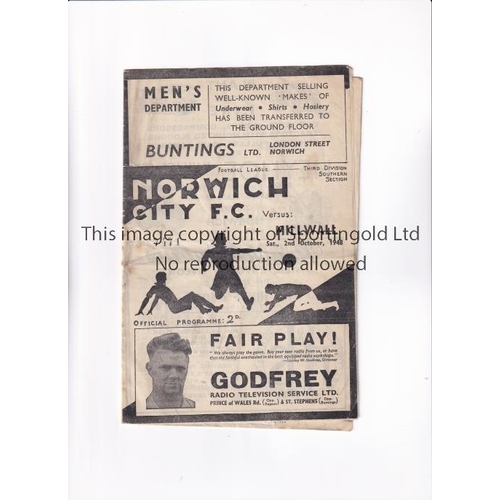 MEN'S
DEPARTMENT
THIS DEPARTMENT SELLING
WELL-KNOWN 'MAKES' OF
Underwear • Shirts • Hosiery
HAS BEEN TRANSFERRED TO
THE GROUND FLOOR
BUNTINGS LTD.
LONDON STREET
NORWICH
FOOTBALL LEAGUE
THIRD DIVISION
SOUTHERN
SECTION
NORWICH
CITY F.C. Versus:
MILLWALL
This image copyright of Sportingold Ltd
Sat., 2nd October, 1948
No reproduction allowed
OFFICIAL PROGRAMME: 2D
FAIR PLAY!
GODFREY
RADIO TELEVISION SERVICE LTD.
PRINCE OF WALES Rd. & ST. STEPHENS